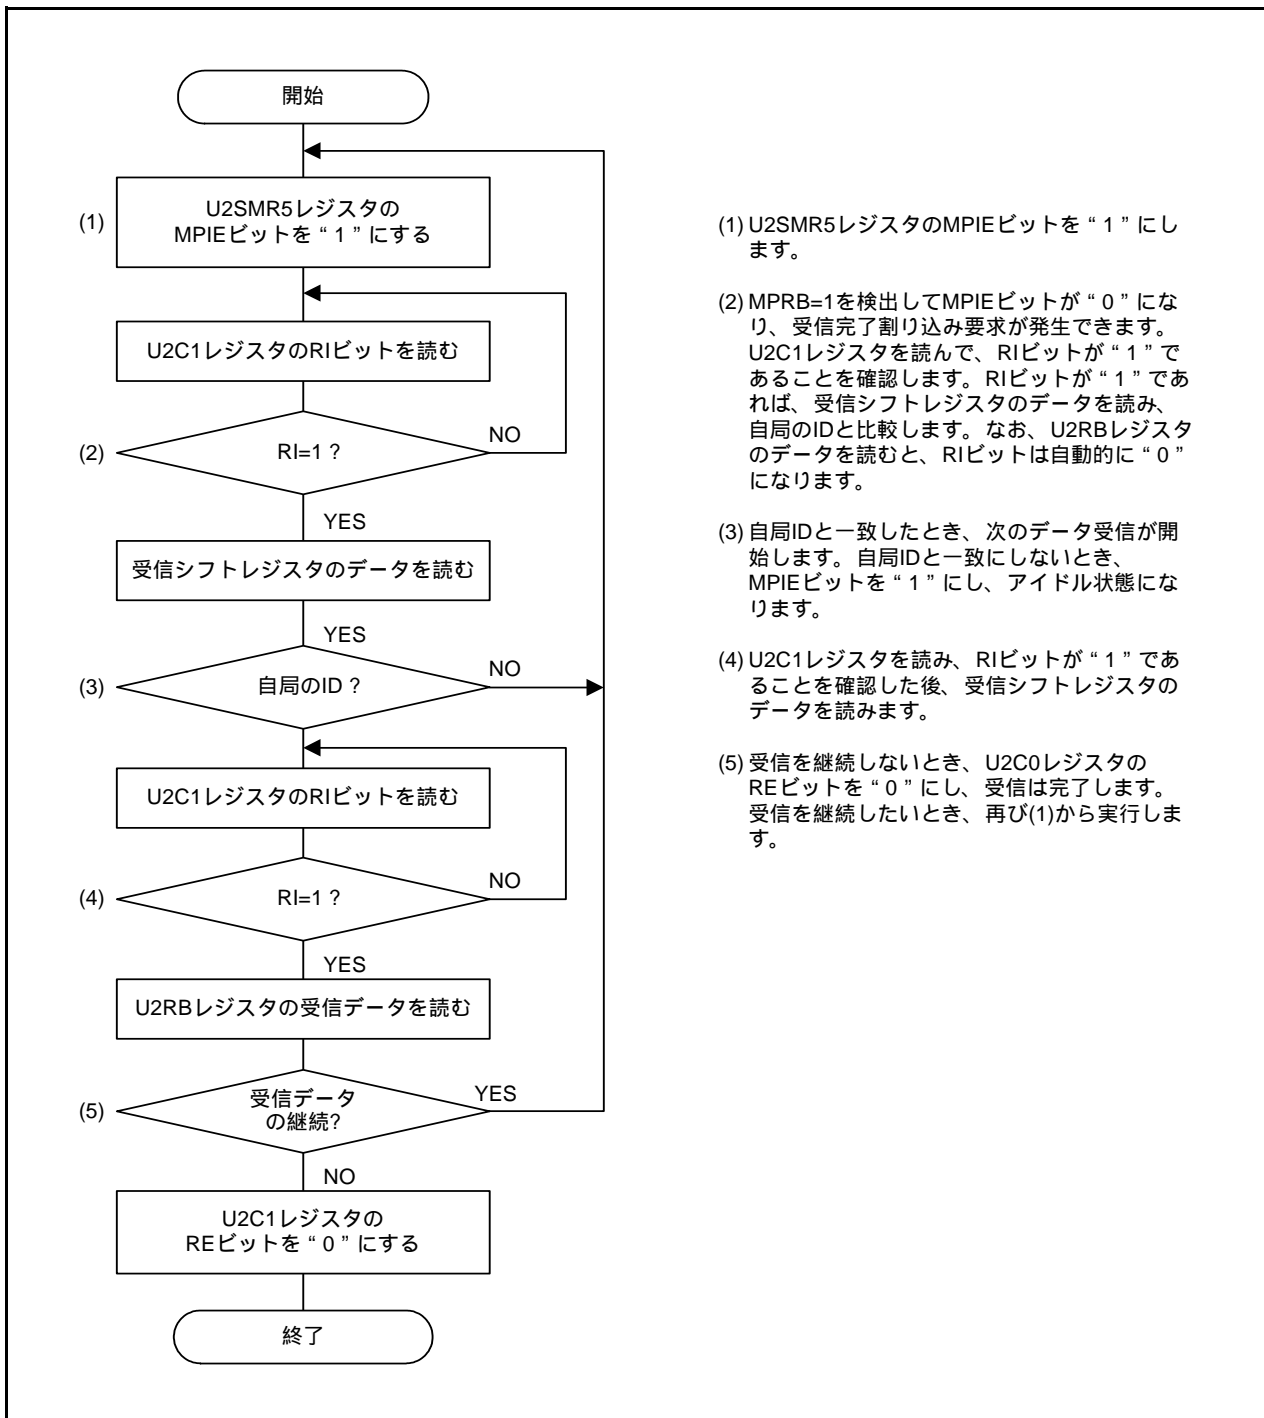 開始
(1)
U2SMR5レジスタの
MPIEビットを“1”にする
U2C1レジスタのRIビットを読む
(2)
RI=1 ?
NO
YES
受信シフトレジスタのデータを読む
YES
(3)
自局のID ?
NO
U2C1レジスタのRIビットを読む
(4)
RI=1 ?
NO
YES
U2RBレジスタの受信データを読む
(5)
受信データ
の継続?
YES
NO
U2C1レジスタの
REビットを“0”にする
終了
(1) U2SMR5レジスタのMPIEビットを“1”にし
ます。
(2) MPRB=1を検出してMPIEビットが“0”にな
り、受信完了割り込み要求が発生できます。
U2C1レジスタを読んで、RIビットが“1”で
あることを確認します。RIビットが“1”であ
れば、受信シフトレジスタのデータを読み、
自局のIDと比較します。なお、U2RBレジスタ
のデータを読むと、RIビットは自動的に“0”
になります。
(3) 自局IDと一致したとき、次のデータ受信が開
始します。自局IDと一致にしないとき、
MPIEビットを“1”にし、アイドル状態にな
ります。
(4) U2C1レジスタを読み、RIビットが“1”であ
ることを確認した後、受信シフトレジスタの
データを読みます。
(5) 受信を継続しないとき、U2C0レジスタの
REビットを“0”にし、受信は完了します。
受信を継続したいとき、再び(1)から実行しま
す。